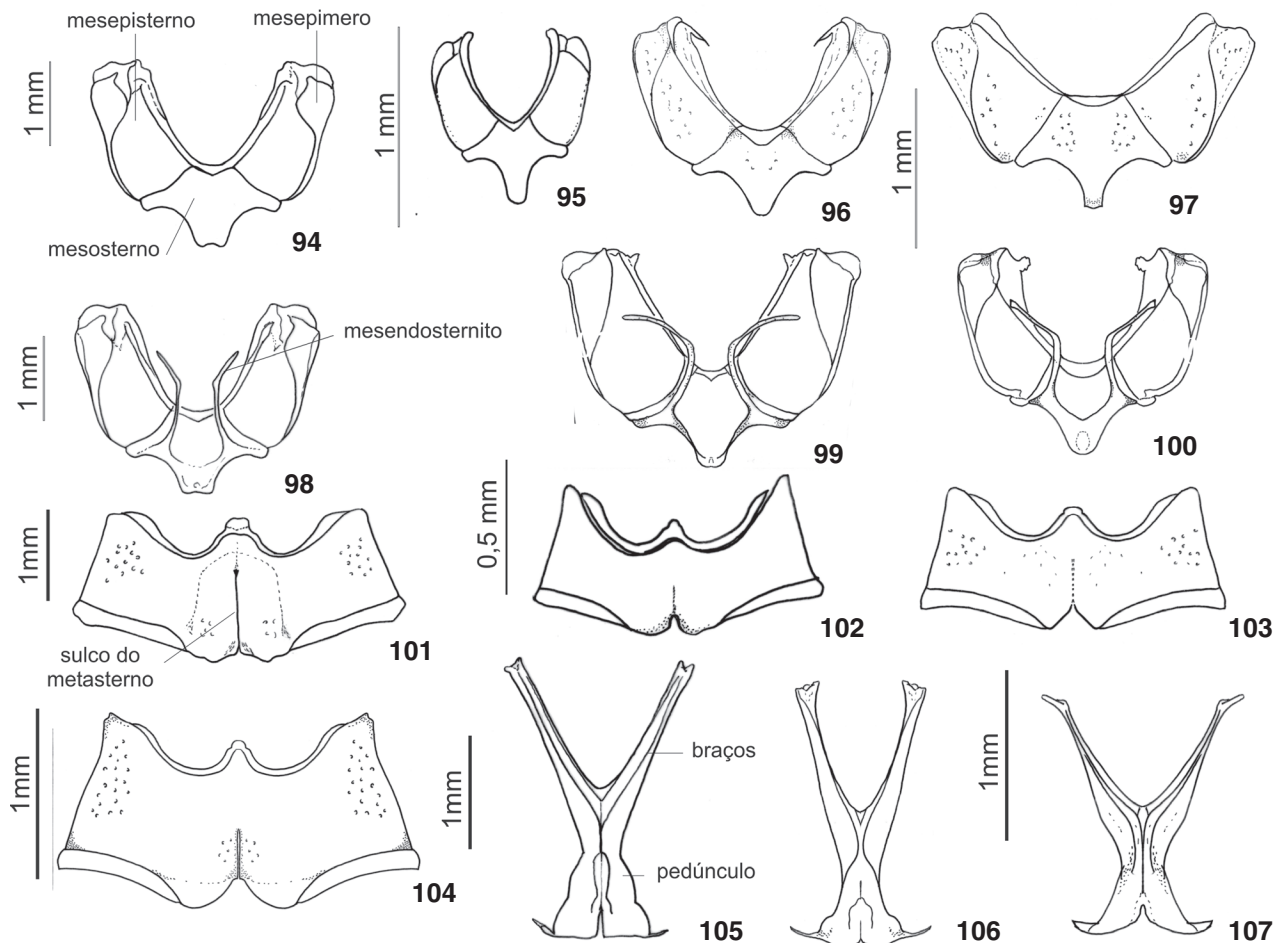 mesepisterno
mesepimero
1 mm
mesosterno
94
1 mm
95
96
1 mm
97
1 mm
mesendosternito
98
99
100
1mm
sulco do
metasterno
101
0,5 mm
102
103
1mm
104
1mm
braços
pedúnculo
105
106
1mm
107